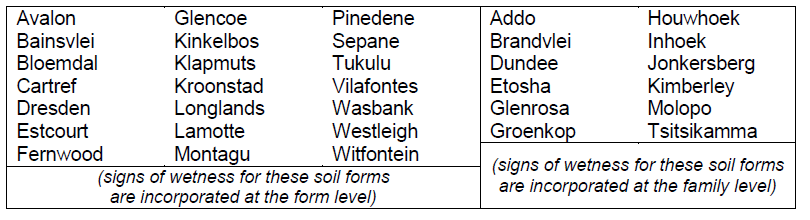 Avalon Glencoe Pinedene Addo Houwhoek
Bainsvlei Kinkelbos Sepane Brandvlei Inhoek
Bloemdal Klapmuts Tukulu Dundee Jonkersberg
Cartref Kroonstad Vilafontes Etosha Kimberley
Dresden Longlands Wasbank Glenrosa Molopo
Estcourt Lamotte Westleigh Groenkop Tsitsikamma
Fernwood Montagu Witfontein
(signs of wetness for these soil forms
are incorporated at the form level)
(signs of wetness for these soil forms
are incorporated at the family level)